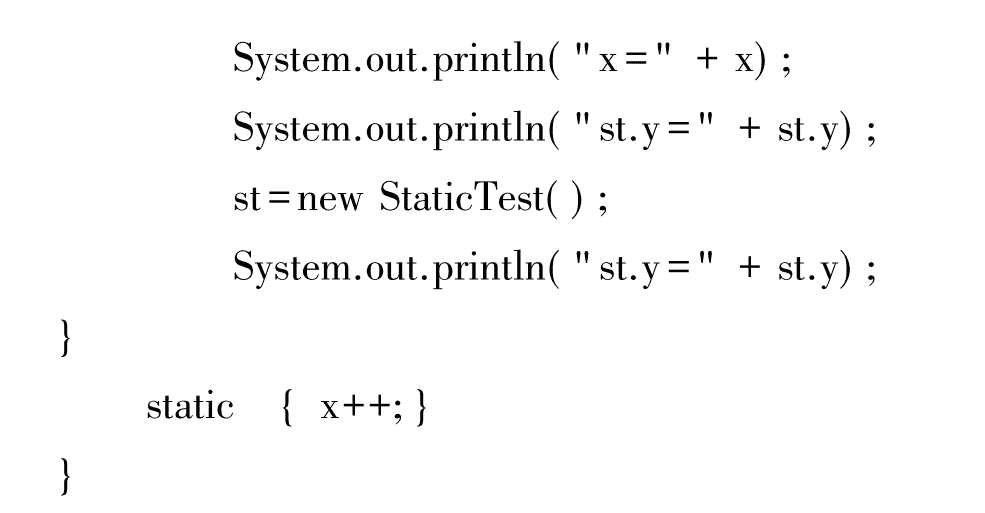 System.out.println( "x=" + x) ;
System.out.println( "st.y=" + st.y) ;
st=new StaticTest( ) ;
System.out.println( "st.y=" + st.y) ;
}
static { x++; }
}